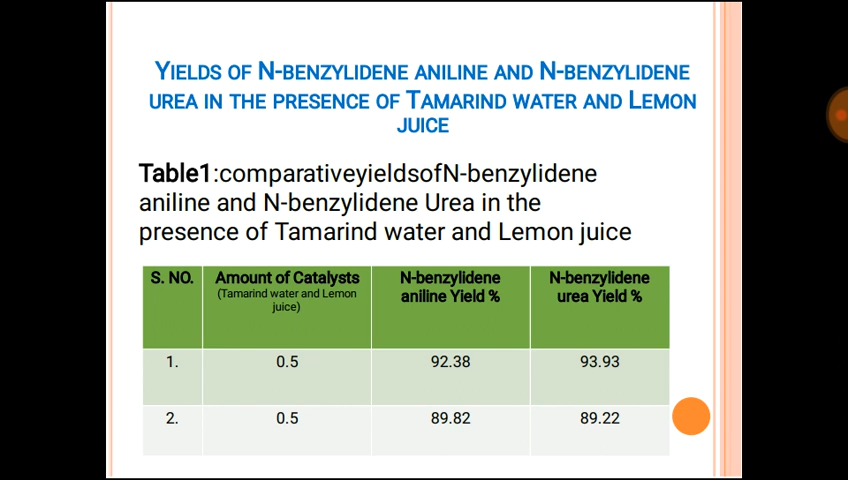 YIELDS OF N-BENZYLIDENE ANILINE AND N-BENZYLIDENE
UREA IN THE PRESENCE OF TAMARIND WATER AND LEMON
JUICE
Table1:comparativeyieldsofN-benzylidene
aniline and N-benzylidene Urea in the
presence of Tamarind water and Lemon juice
S. NO. Amount of Catalysts (Tamarind water and Lemon juice) N-benzylidene aniline Yield % N-benzylidene urea Yield %
1. 0.5 92.38 93.93
2. 0.5 89.82 89.22